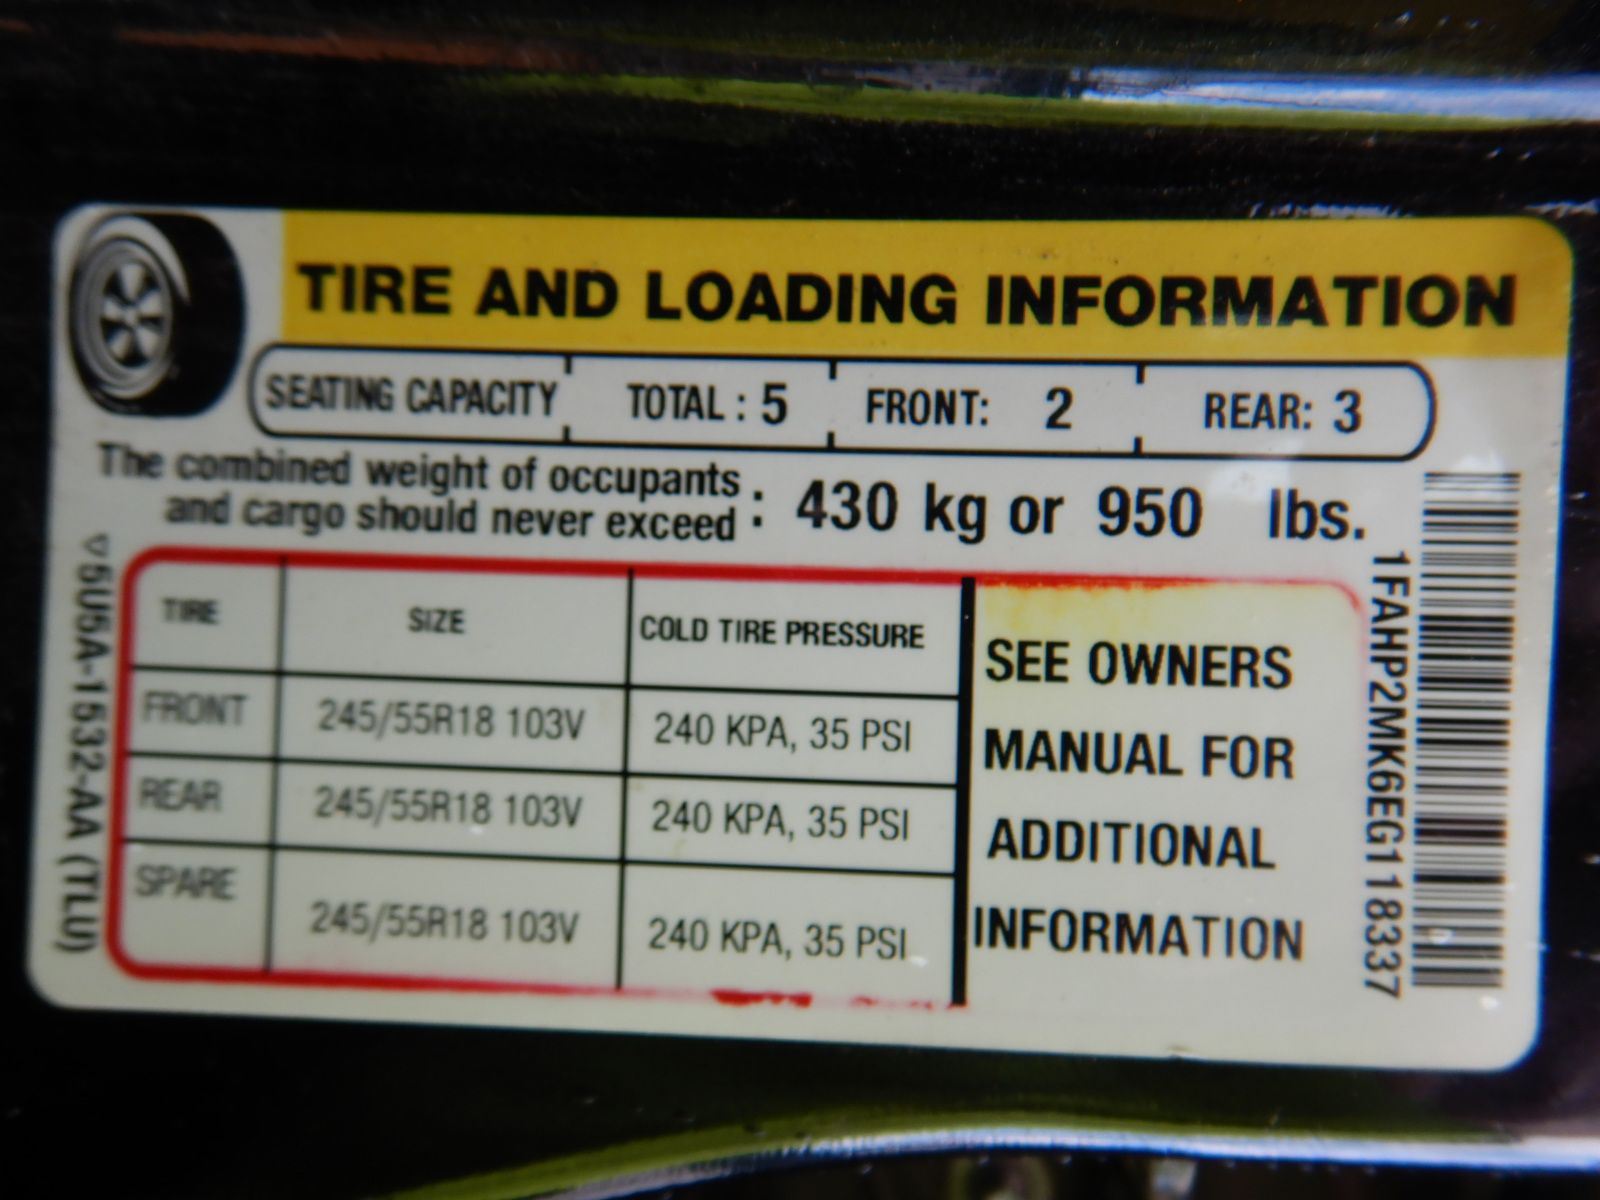 TIRE AND LOADING INFORMATION
SEATING CAPACITY TOTAL : 5 FRONT: 2 REAR: 3
The combined weight of occupants
and cargo should never exceed : 430 kg or 950 lbs.
TIRE SIZE COLD TIRE PRESSURE
FRONT 245/55R18 103V 240 KPA, 35 PSI
REAR 245/55R18 103V 240 KPA, 35 PSI
SPARE 245/55R18 103V 240 KPA, 35 PSI
SEE OWNERS
MANUAL FOR
ADDITIONAL
INFORMATION
5U5A-1532-AA (TLU)
1FAHP2MK6EG118337